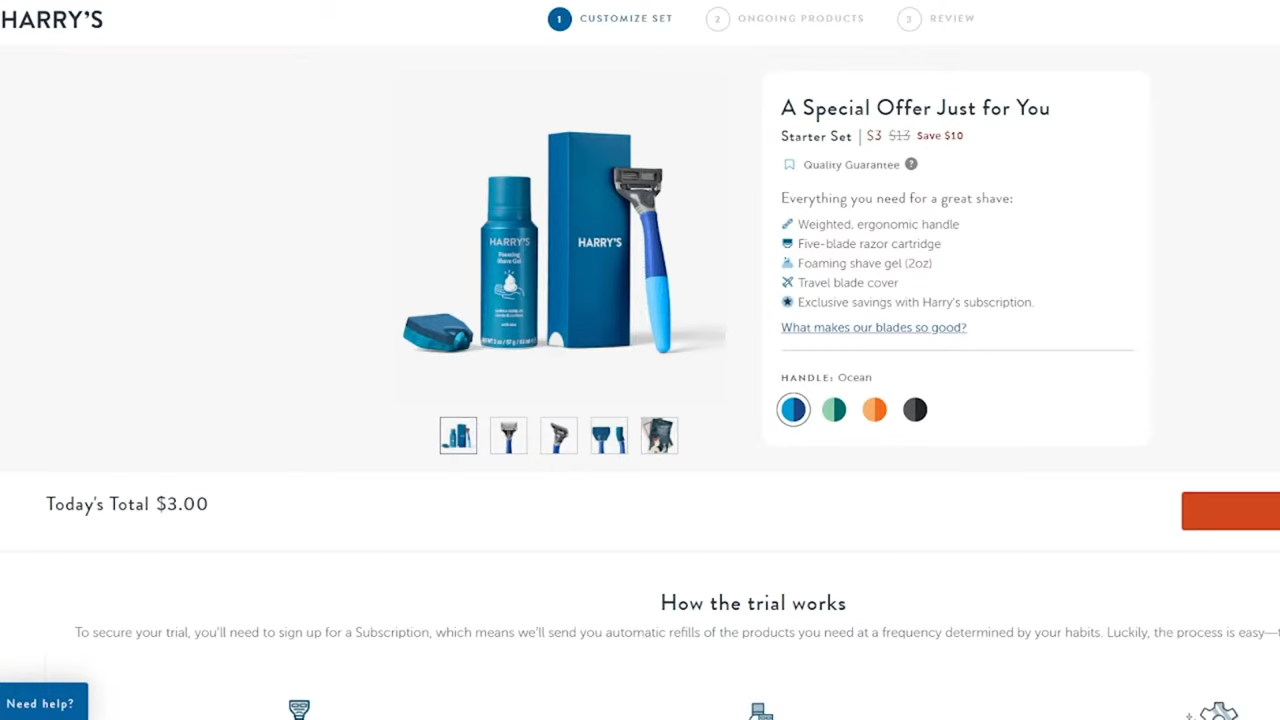 HARRY'S
1 CUSTOMIZE SET
2 ONGOING PRODUCTS
3 REVIEW
A Special Offer Just for You
Starter Set | $3 $13 Save $10
Quality Guarantee ?
Everything you need for a great shave:
Weighted, ergonomic handle
Five-blade razor cartridge
Foaming shave gel (2oz)
Travel blade cover
Exclusive savings with Harry's subscription.
What makes our blades so good?
HANDLE: Ocean
HARRY'S
Foaming
Shave Gel
HARRY'S
Today's Total $3.00
How the trial works
To secure your trial, you'll need to sign up for a Subscription, which means we'll send you automatic refills of the products you need at a frequency determined by your habits. Luckily, the process is easy—
Need help?